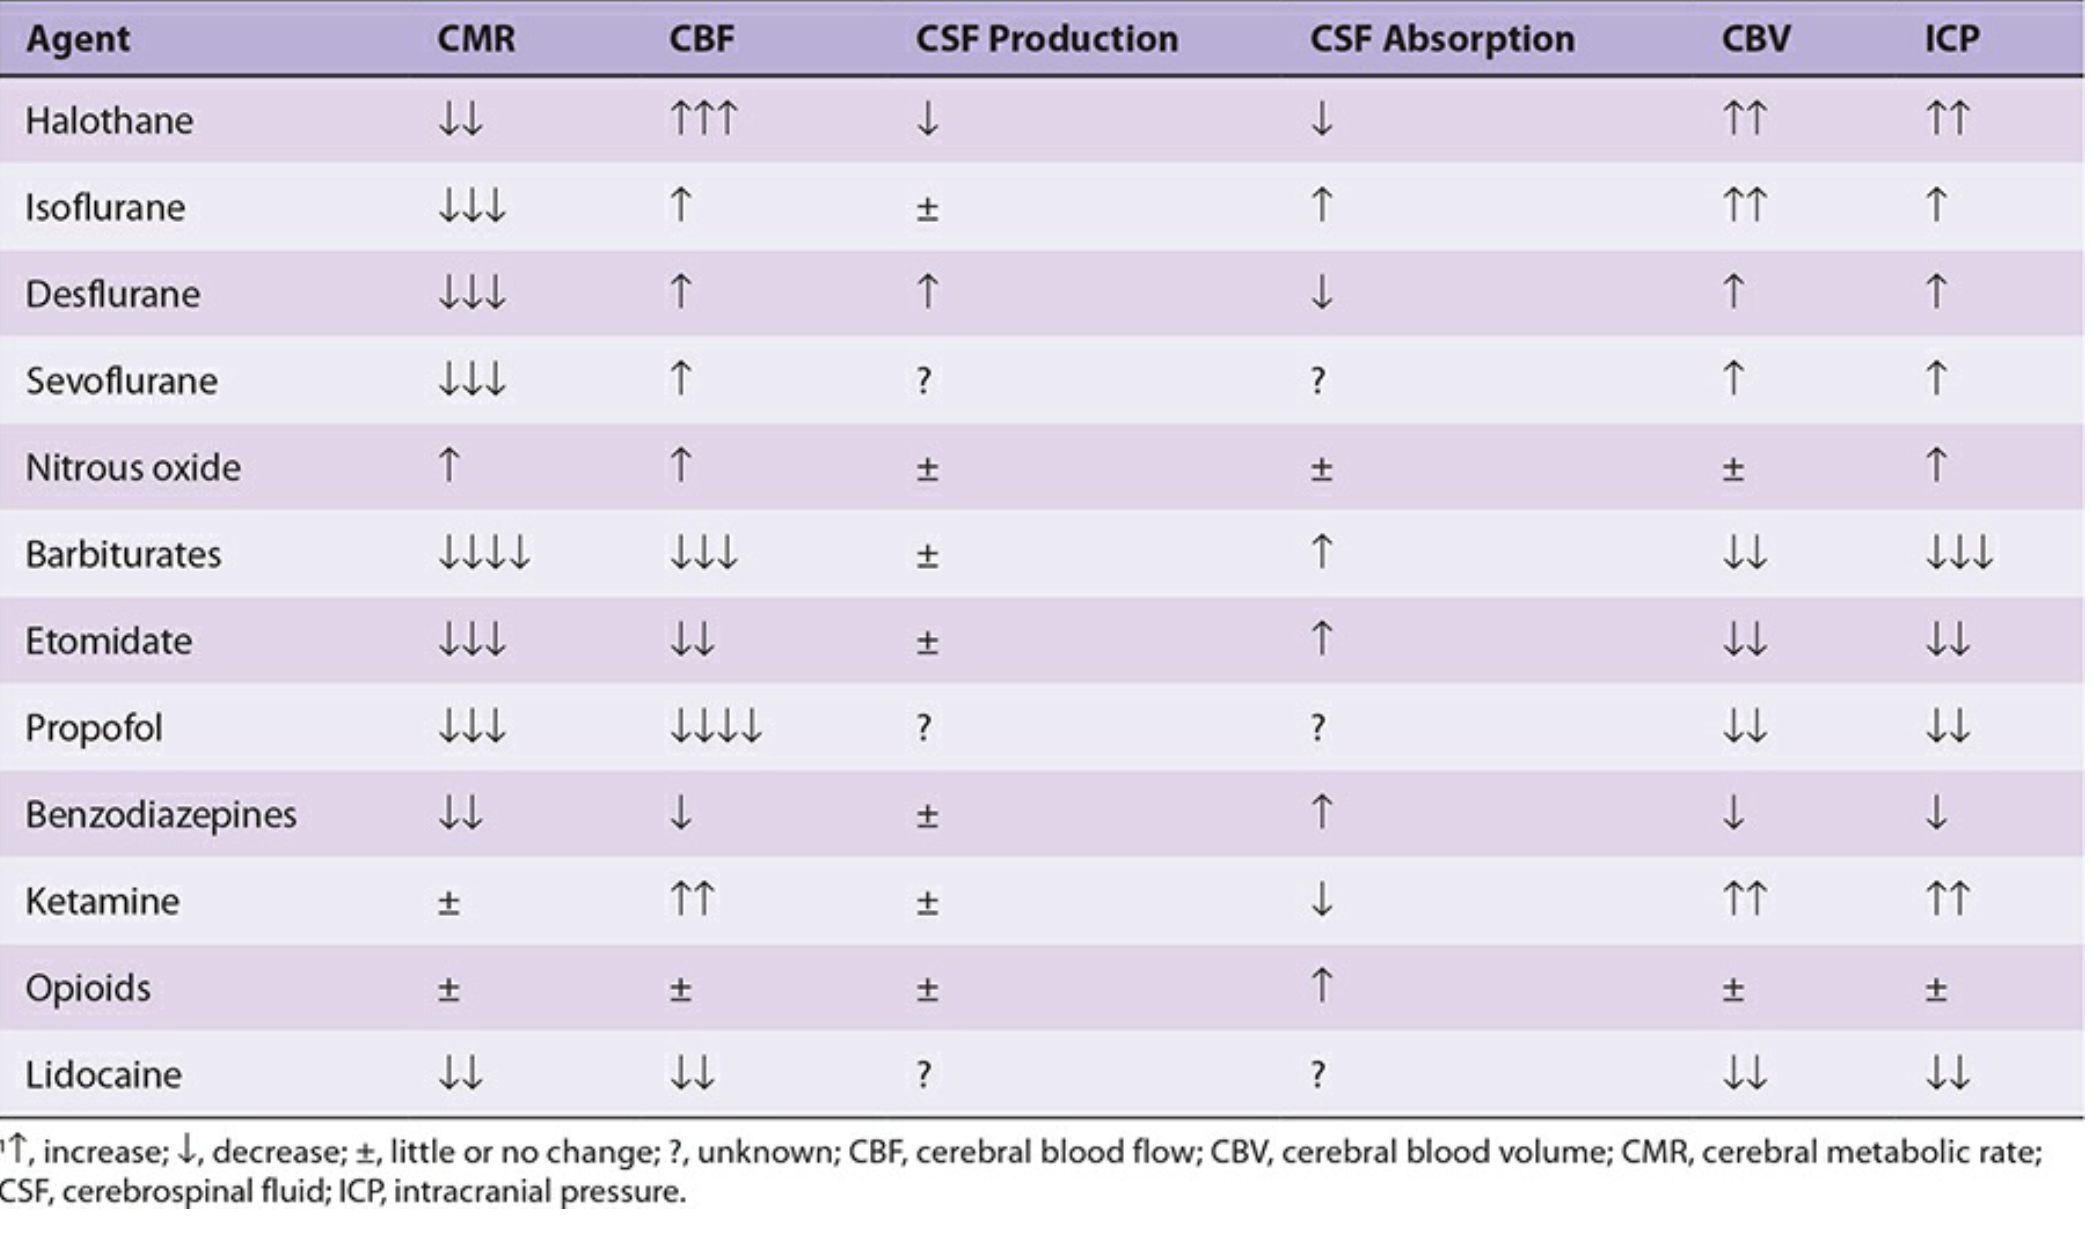 Agent CMR CBF CSF Production CSF Absorption CBV ICP
Halothane ↓↓ ↑↑↑ ↓ ↓ ↑↑ ↑↑
Isoflurane ↓↓↓ ↑ ± ↑ ↑↑ ↑
Desflurane ↓↓↓ ↑ ↑ ↓ ↑ ↑
Sevoflurane ↓↓↓ ↑ ? ? ↑ ↑
Nitrous oxide ↑ ↑ ± ± ± ↑
Barbiturates ↓↓↓↓ ↓↓↓ ± ↑ ↓↓ ↓↓↓
Etomidate ↓↓↓ ↓↓ ± ↑ ↓↓ ↓↓
Propofol ↓↓↓ ↓↓↓↓ ? ? ↓↓ ↓↓
Benzodiazepines ↓↓ ↓ ± ↑ ↓ ↓
Ketamine ± ↑↑ ± ↓ ↑↑ ↑↑
Opioids ± ± ± ↑ ± ±
Lidocaine ↓↓ ↓↓ ? ? ↓↓ ↓↓
¹↑, increase; ↓, decrease; ±, little or no change; ?, unknown; CBF, cerebral blood flow; CBV, cerebral blood volume; CMR, cerebral metabolic rate;
CSF, cerebrospinal fluid; ICP, intracranial pressure.